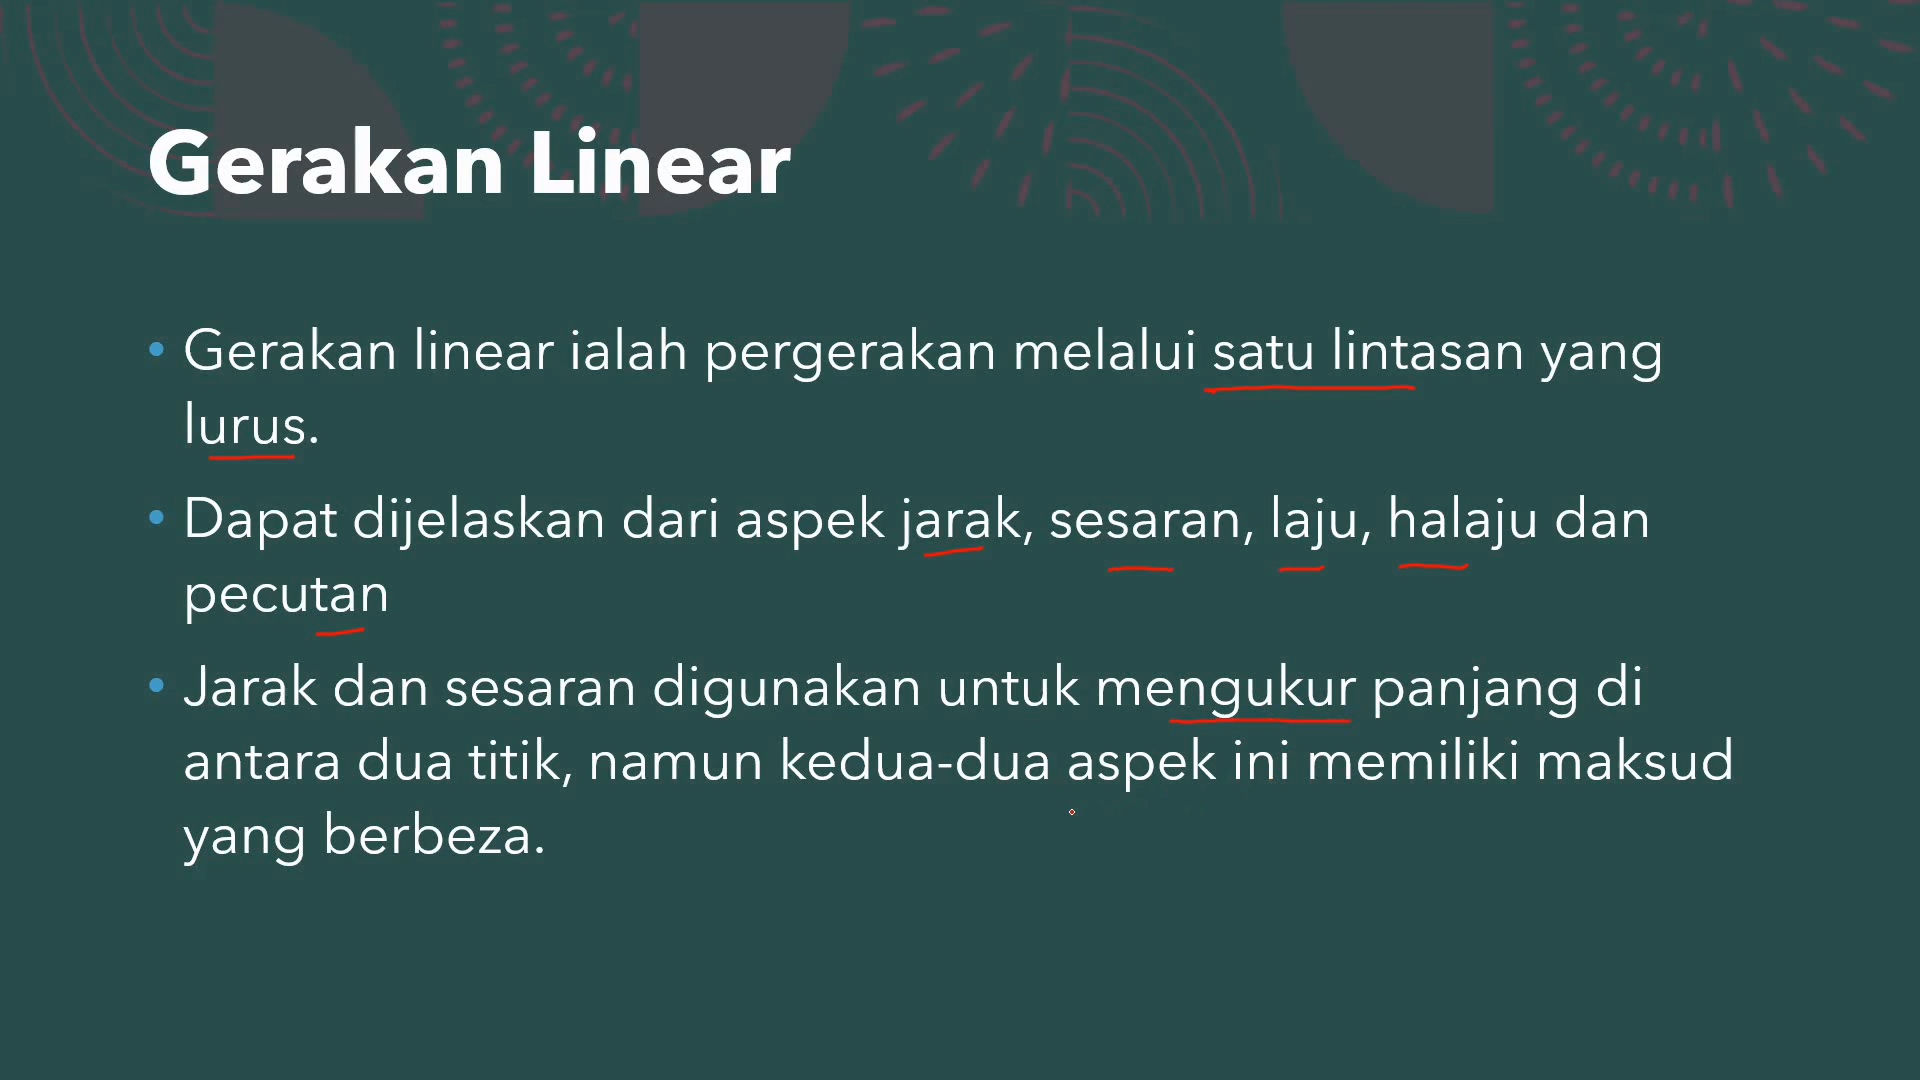 Gerakan Linear
• Gerakan linear ialah pergerakan melalui satu lintasan yang
lurus.
• Dapat dijelaskan dari aspek jarak, sesaran, laju, halaju dan
pecutan
• Jarak dan sesaran digunakan untuk mengukur panjang di
antara dua titik, namun kedua-dua aspek ini memiliki maksud
yang berbeza.